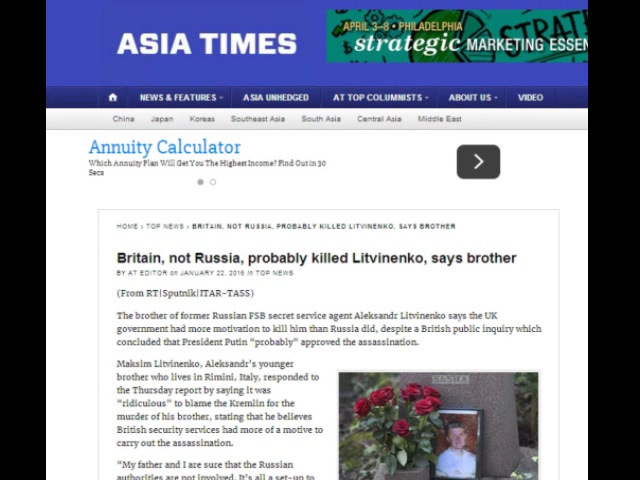 ASIA TIMES
APRIL 3–8 • PHILADELPHIA
strategic MARKETING ESSEN
STRATE
NEWS & FEATURES
ASIA UNHEDGED
AT TOP COLUMNISTS
ABOUT US
VIDEO
China Japan Koreas Southeast Asia South Asia Central Asia Middle East
Annuity Calculator
Which Annuity Plan Will Get You The Highest Income? Find Out in 30
Secs
HOME › TOP NEWS › BRITAIN, NOT RUSSIA, PROBABLY KILLED LITVINENKO, SAYS BROTHER
Britain, not Russia, probably killed Litvinenko, says brother
BY AT EDITOR on JANUARY 22, 2016 in TOP NEWS
(From RT|Sputnik|ITAR-TASS)
The brother of former Russian FSB secret service agent Aleksandr Litvinenko says the UK
government had more motivation to kill him than Russia did, despite a British public inquiry which
concluded that President Putin “probably” approved the assassination.
Maksim Litvinenko, Aleksandr’s younger
brother who lives in Rimini, Italy, responded to
the Thursday report by saying it was
“ridiculous” to blame the Kremlin for the
murder of his brother, stating that he believes
British security services had more of a motive to
carry out the assassination.
“My father and I are sure that the Russian
authorities are not involved. It’s all a set-up to